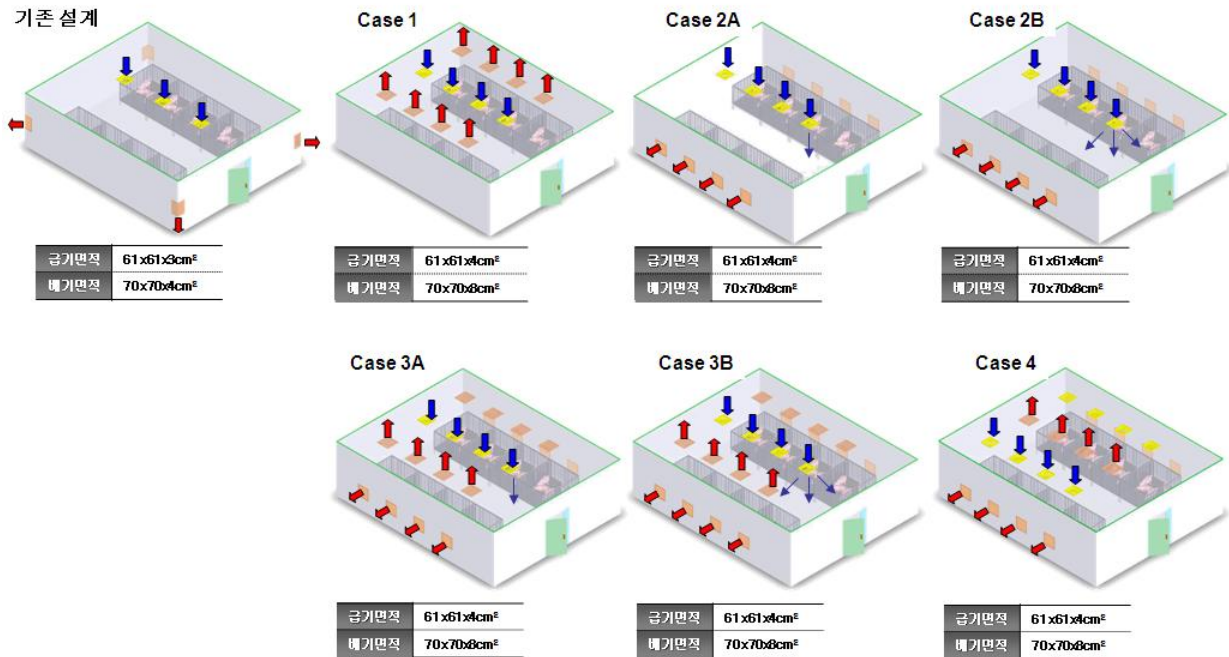 기존 설계
Case 1
Case 2A
Case 2B
급기면적 61x61x3cm²
배기면적 70x70x4cm²
급기면적 61x61x4cm²
배기면적 70x70x8cm²
급기면적 61x61x4cm²
배기면적 70x70x8cm²
급기면적 61x61x4cm²
배기면적 70x70x8cm²
Case 3A
Case 3B
Case 4
급기면적 61x61x4cm²
배기면적 70x70x8cm²
급기면적 61x61x4cm²
배기면적 70x70x8cm²
급기면적 61x61x4cm²
배기면적 70x70x8cm²